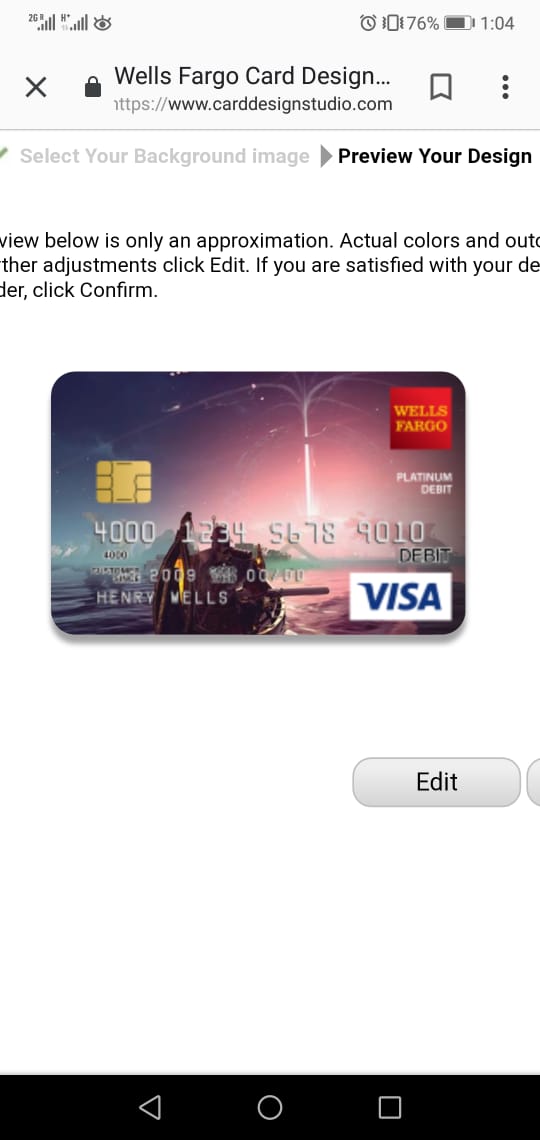 2G R H+ 76% 1:04
Wells Fargo Card Design...
https://www.carddesignstudio.com
Select Your Background image Preview Your Design
view below is only an approximation. Actual colors and outc
ther adjustments click Edit. If you are satisfied with your de
der, click Confirm.
WELLS
FARGO
PLATINUM
DEBIT
4000 1234 5678 9010
4000
DEBIT
2009 00/00
HENRY WELLS
VISA
Edit